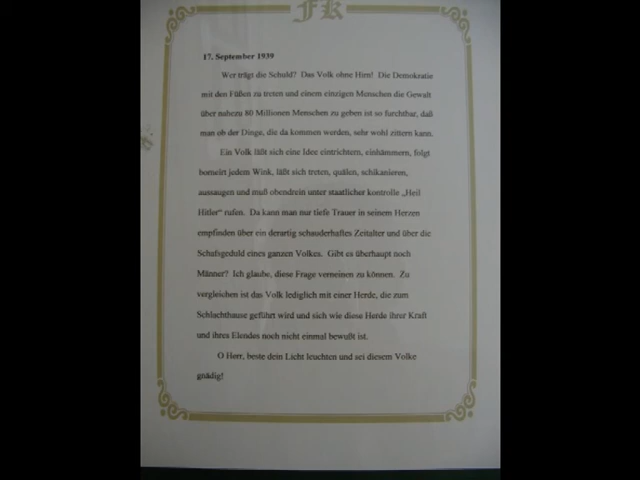 FK
17. September 1939
Wer trägt die Schuld? Das Volk ohne Hirn! Die Demokratie
mit den Füßen zu treten und einem einzigen Menschen die Gewalt
über nahezu 80 Millionen Menschen zu geben ist so furchtbar, daß
man ob der Dinge, die da kommen werden, sehr wohl zittern kann.
Ein Volk läßt sich eine Idee eintrichtern, einhämmern, folgt
borniert jedem Wink, läßt sich treten, quälen, schikanieren,
aussaugen und muß obendrein unter staatlicher kontrolle „Heil
Hitler“ rufen. Da kann man nur tiefe Trauer in seinem Herzen
empfinden über ein derartig schauderhaftes Zeitalter und über die
Schafsgeduld eines ganzen Volkes. Gibt es überhaupt noch
Männer? Ich glaube, diese Frage verneinen zu können. Zu
vergleichen ist das Volk lediglich mit einer Herde, die zum
Schlachthause geführt wird und sich wie diese Herde ihrer Kraft
und ihres Elendes noch nicht einmal bewußt ist.
O Herr, beste dein Licht leuchten und sei diesem Volke
gnädig!